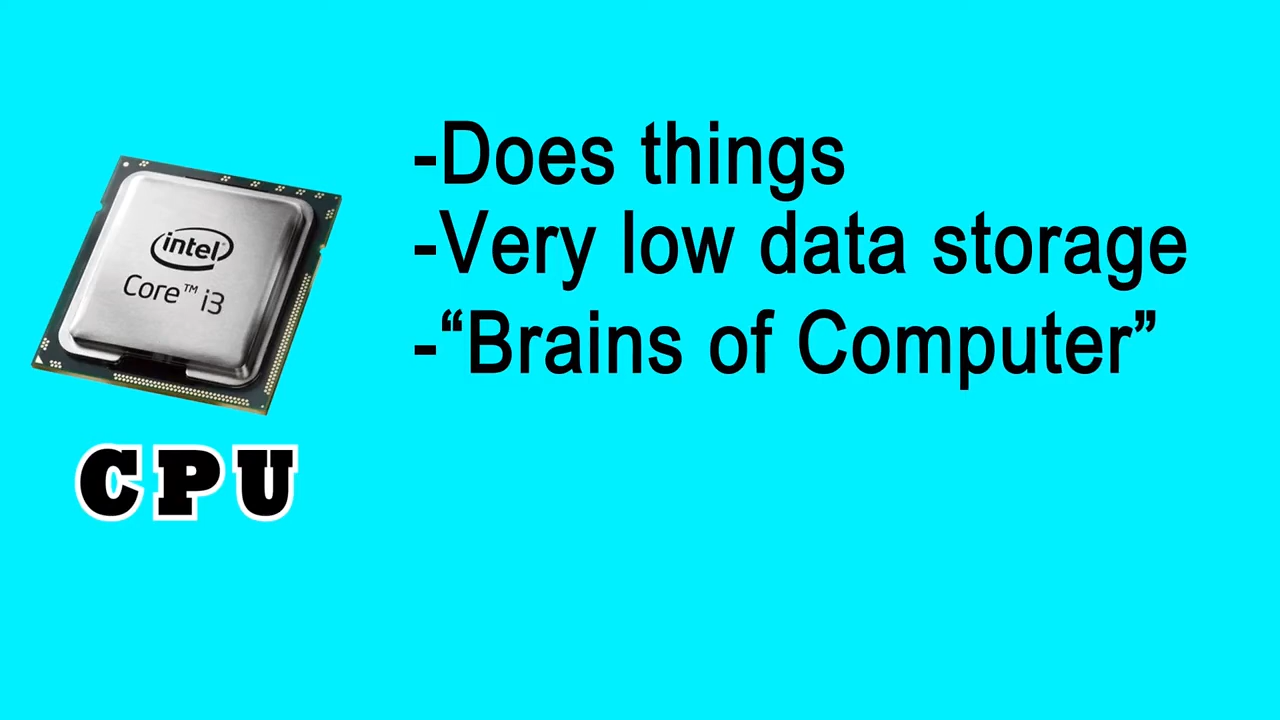 -Does things
-Very low data storage
-“Brains of Computer”
intel
Core™ i3
CPU